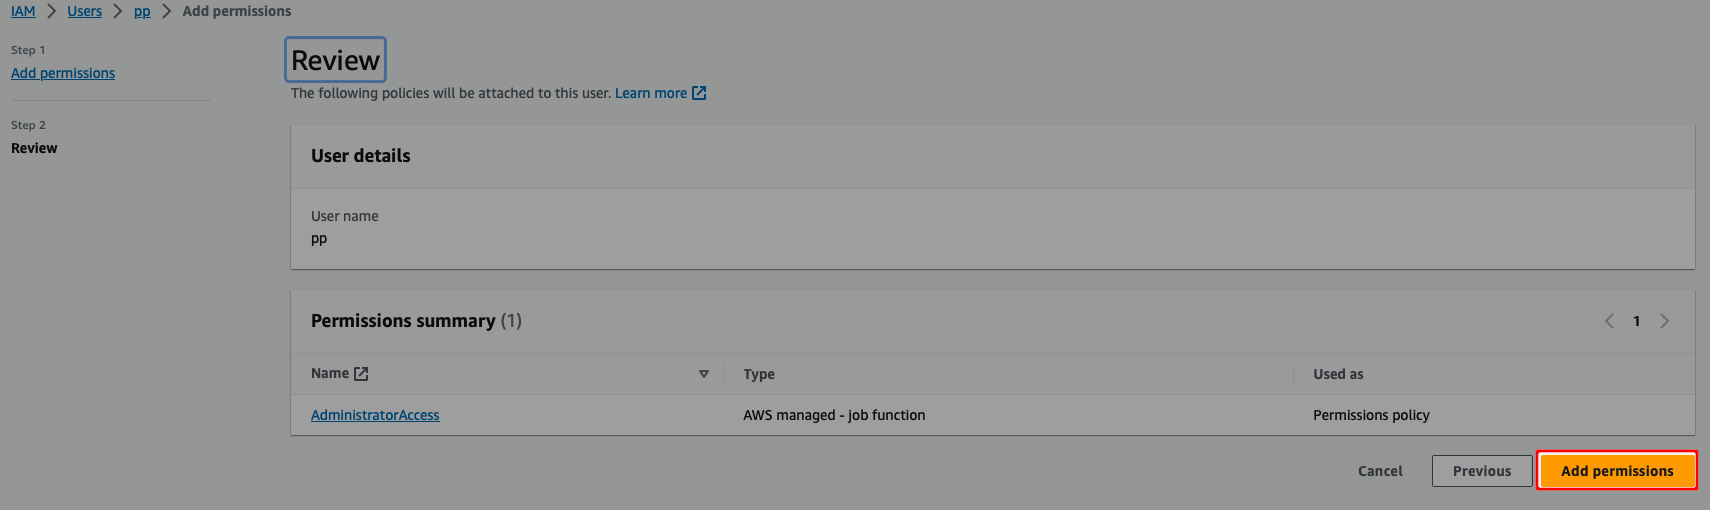 IAM > Users > pp > Add permissions
Step 1
Add permissions
Step 2
Review
Review
The following policies will be attached to this user. Learn more
User details
User name
pp
Permissions summary (1)
1
Name Type Used as
AdministratorAccess AWS managed - job function Permissions policy
Cancel Previous Add permissions